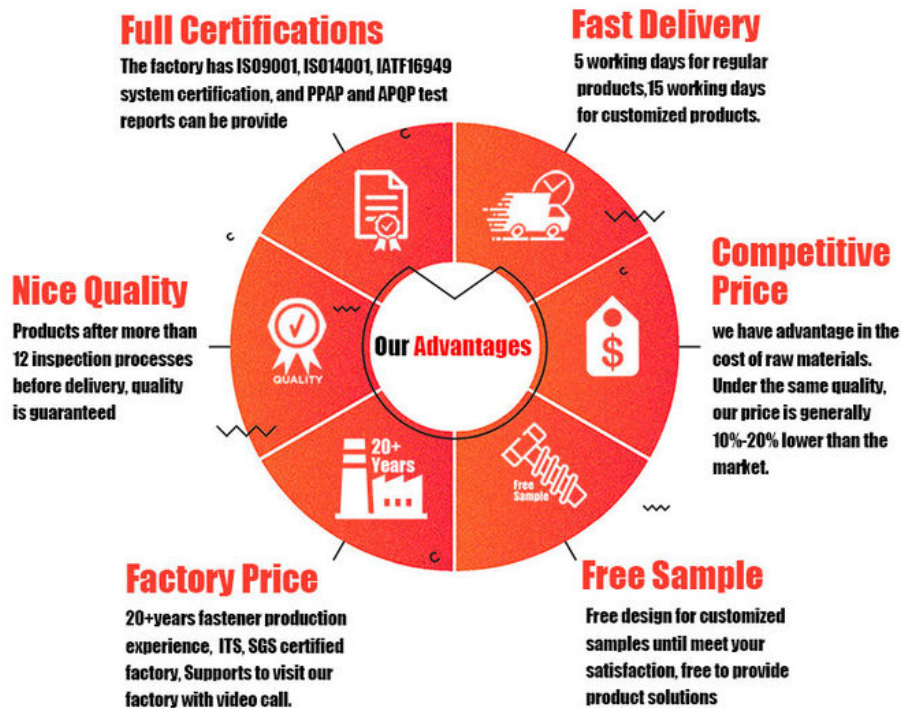 Full Certifications
The factory has ISO9001, ISO14001, IATF16949
system certification, and PPAP and APQP test
reports can be provide
Fast Delivery
5 working days for regular
products,15 working days
for customized products.
Nice Quality
Products after more than
12 inspection processes
before delivery, quality
is guaranteed
QUALITY
Our Advantages
$
Competitive
Price
we have advantage in the
cost of raw materials.
Under the same quality,
our price is generally
10%-20% lower than the
market.
20+
Years
Free
Sample
Factory Price
20+years fastener production
experience, ITS, SGS certified
factory, Supports to visit our
factory with video call.
Free Sample
Free design for customized
samples until meet your
satisfaction, free to provide
product solutions